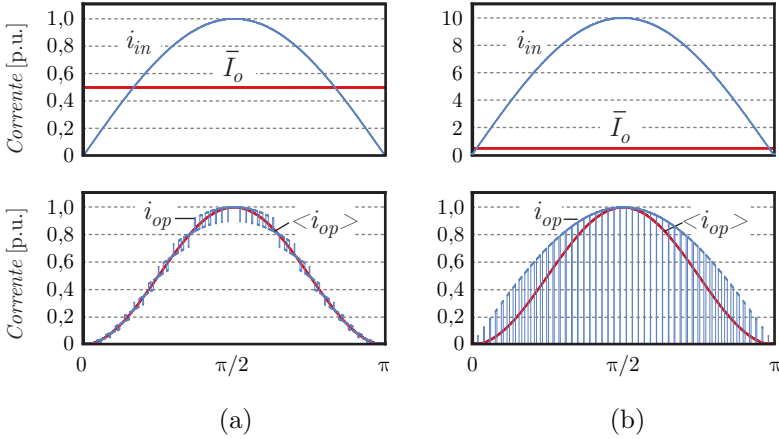 Corrente [p.u.]
1,0
0,8
0,6
0,4
0,2
0
i_in
Ī_o
10
8
6
4
2
0
i_in
Ī_o
Corrente [p.u.]
1,0
0,8
0,6
0,4
0,2
0
i_op
<i_op>
0
π/2
π
1,0
0,8
0,6
0,4
0,2
0
i_op
<i_op>
0
π/2
π
(a)
(b)